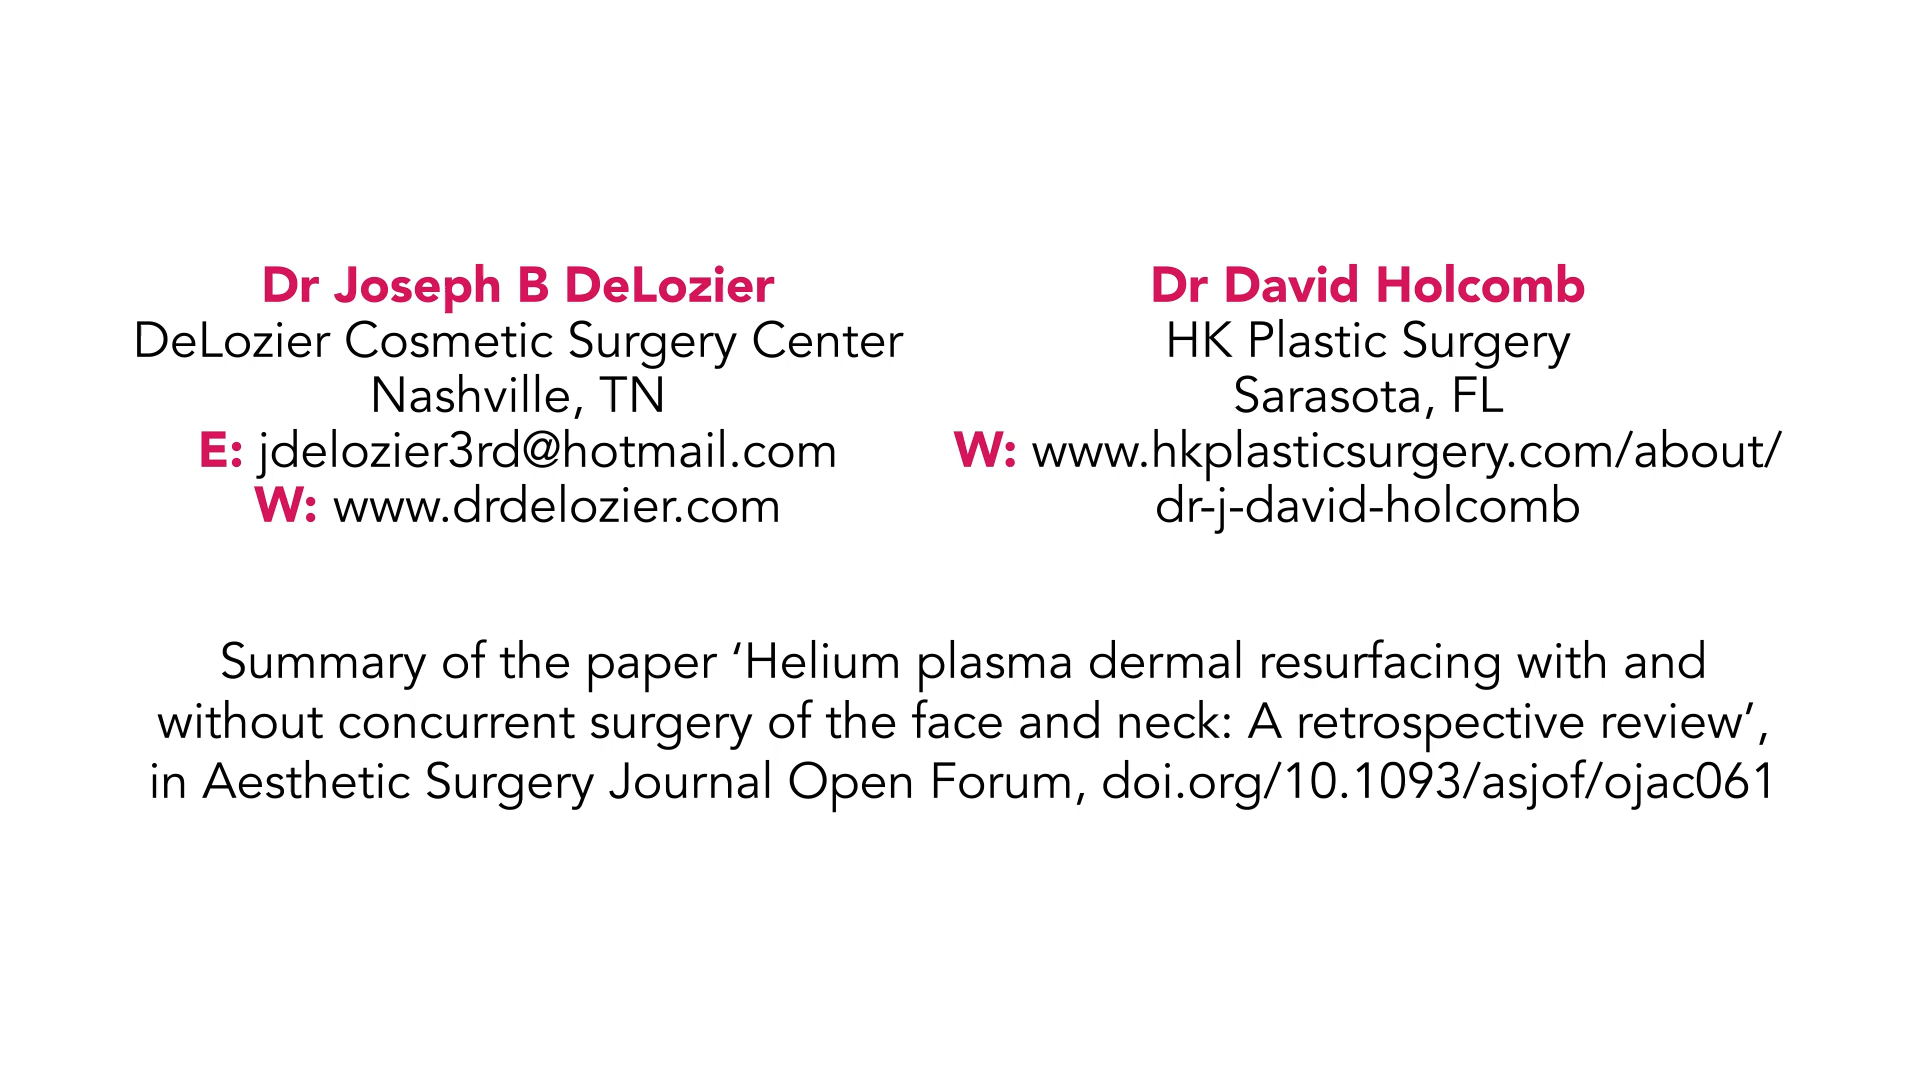 Dr Joseph B DeLozier
DeLozier Cosmetic Surgery Center
Nashville, TN
E: jdelozier3rd@hotmail.com
W: www.drdelozier.com
Dr David Holcomb
HK Plastic Surgery
Sarasota, FL
W: www.hkplasticsurgery.com/about/
dr-j-david-holcomb
Summary of the paper ‘Helium plasma dermal resurfacing with and
without concurrent surgery of the face and neck: A retrospective review’,
in Aesthetic Surgery Journal Open Forum, doi.org/10.1093/asjof/ojac061